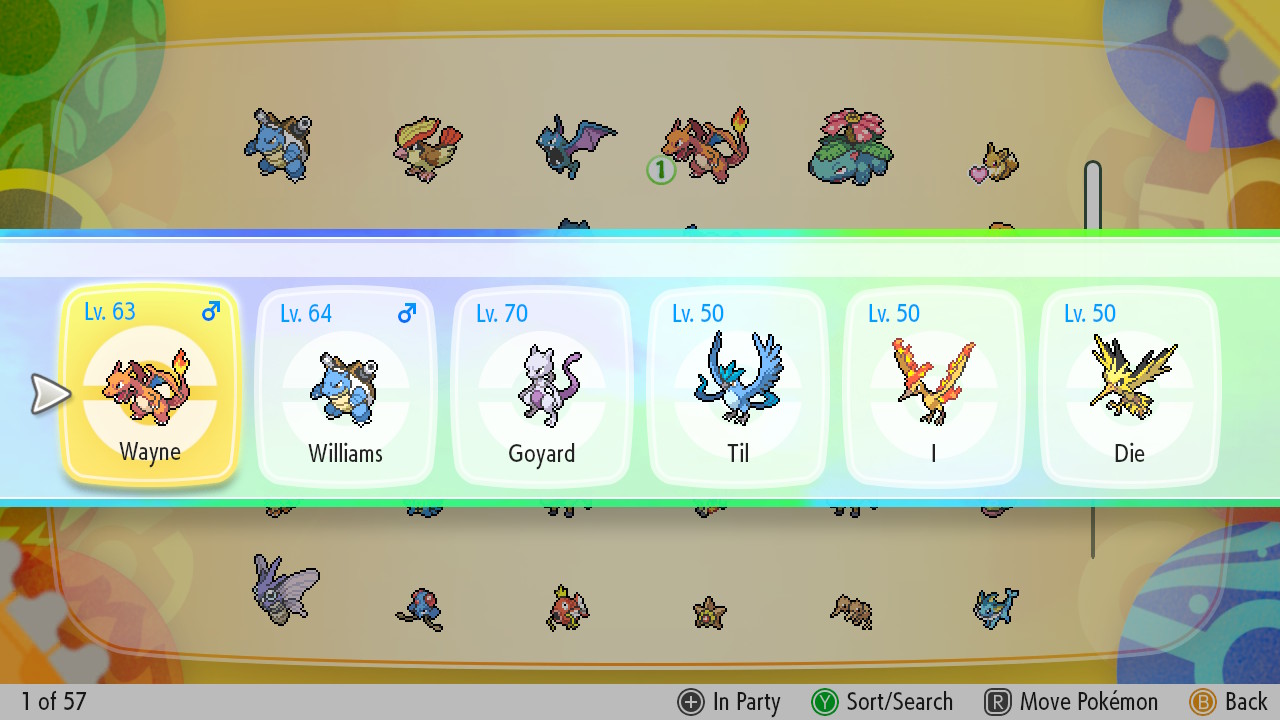 1
Lv. 63 ♂
Lv. 64 ♂
Lv. 70
Lv. 50
Lv. 50
Lv. 50
Wayne
Williams
Goyard
Til
I
Die
1 of 57
+ In Party
Y Sort/Search
R Move Pokémon
B Back